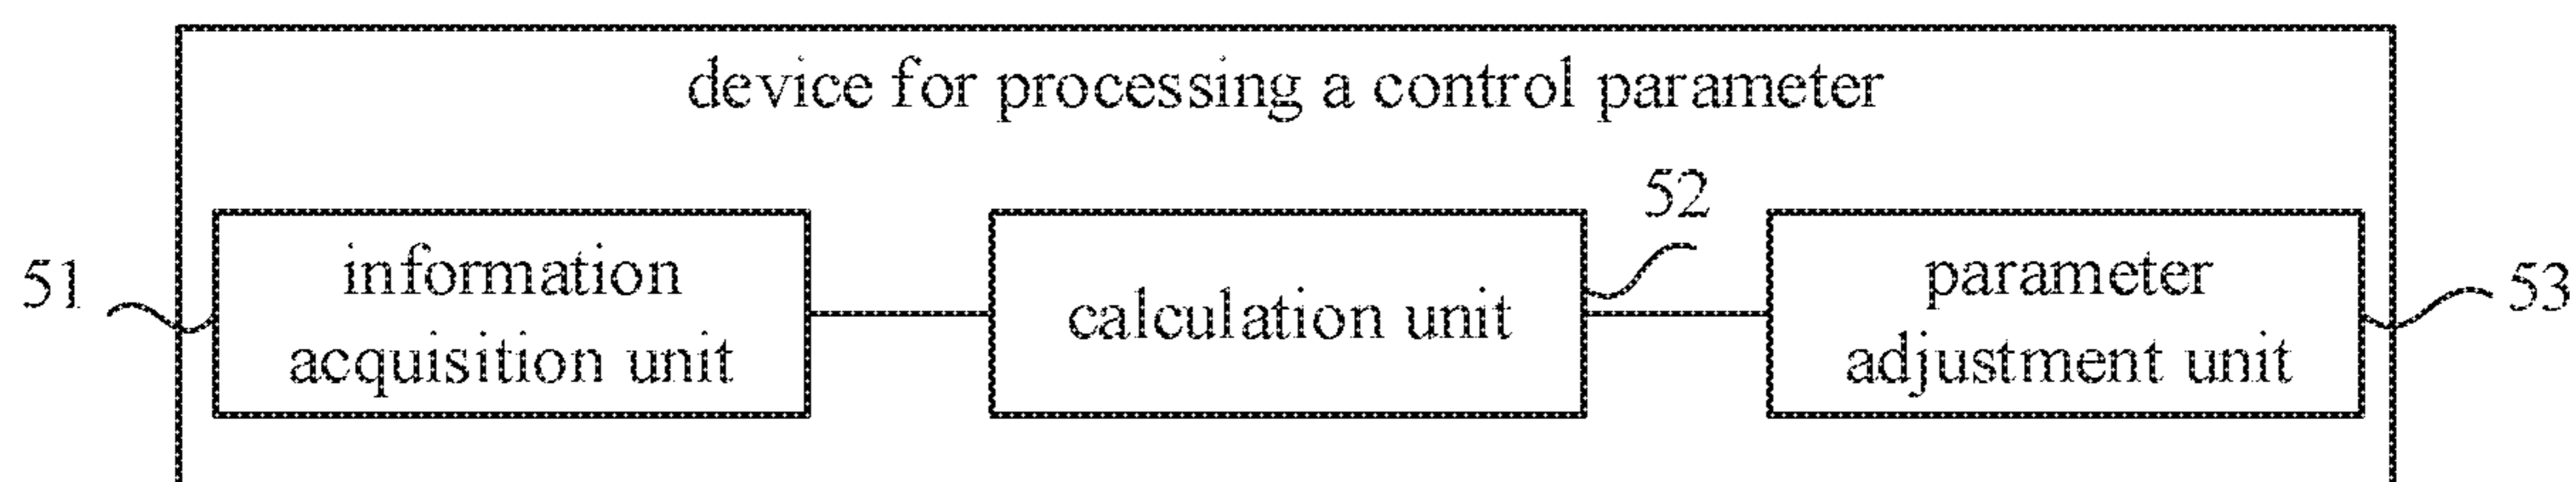 device for processing a control parameter
52
51
information
acquisition unit
calculation unit
parameter
adjustment unit
53